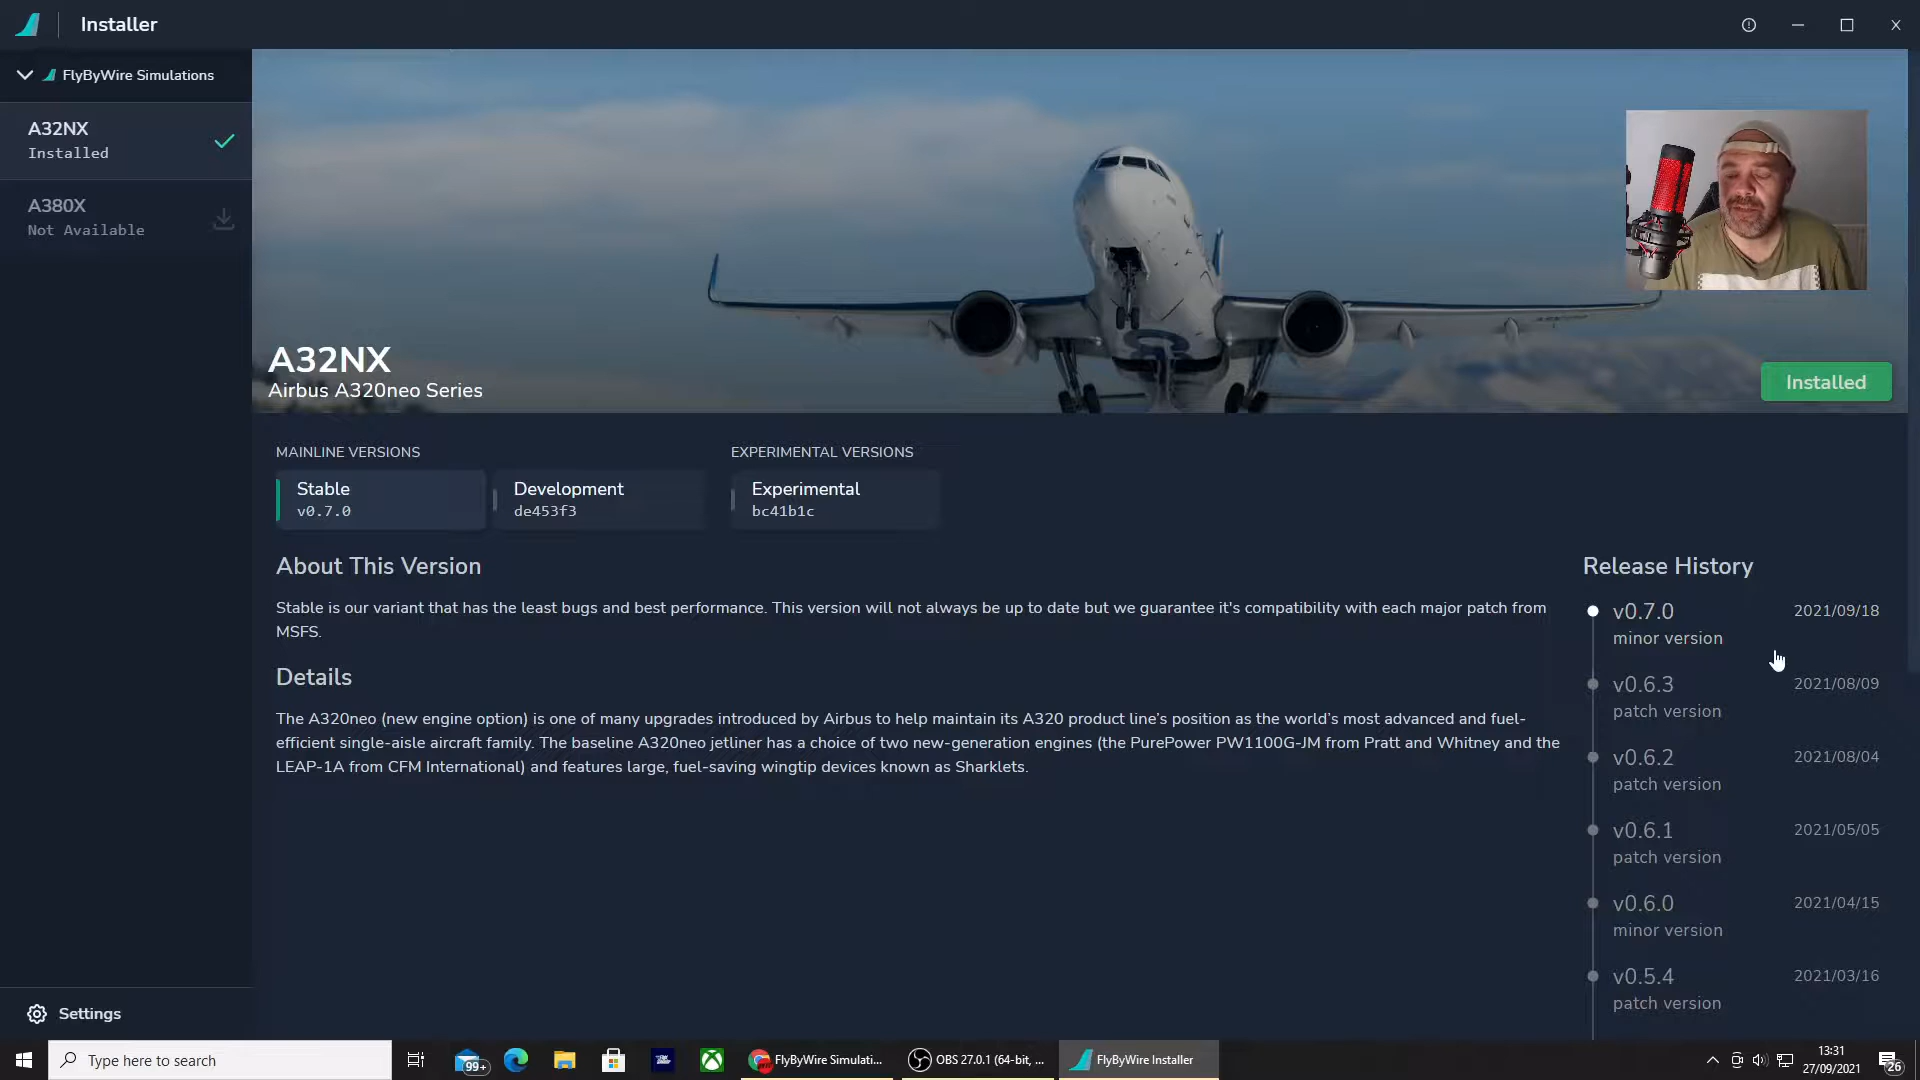 Installer
FlyByWire Simulations
A32NX
Installed
A380X
Not Available
A32NX
Airbus A320neo Series
Installed
MAINLINE VERSIONS
EXPERIMENTAL VERSIONS
Stable
v0.7.0
Development
de453f3
Experimental
bc41b1c
About This Version
Stable is our variant that has the least bugs and best performance. This version will not always be up to date but we guarantee it's compatibility with each major patch from
MSFS.
Details
The A320neo (new engine option) is one of many upgrades introduced by Airbus to help maintain its A320 product line’s position as the world’s most advanced and fuel-
efficient single-aisle aircraft family. The baseline A320neo jetliner has a choice of two new-generation engines (the PurePower PW1100G-JM from Pratt and Whitney and the
LEAP-1A from CFM International) and features large, fuel-saving wingtip devices known as Sharklets.
Release History
v0.7.0 2021/09/18
minor version
v0.6.3 2021/08/09
patch version
v0.6.2 2021/08/04
patch version
v0.6.1 2021/05/05
patch version
v0.6.0 2021/04/15
minor version
v0.5.4 2021/03/16
patch version
Settings
Type here to search
99+
FlyByWire Simulati...
OBS 27.0.1 (64-bit, ...
FlyByWire Installer
13:31
27/09/2021
26